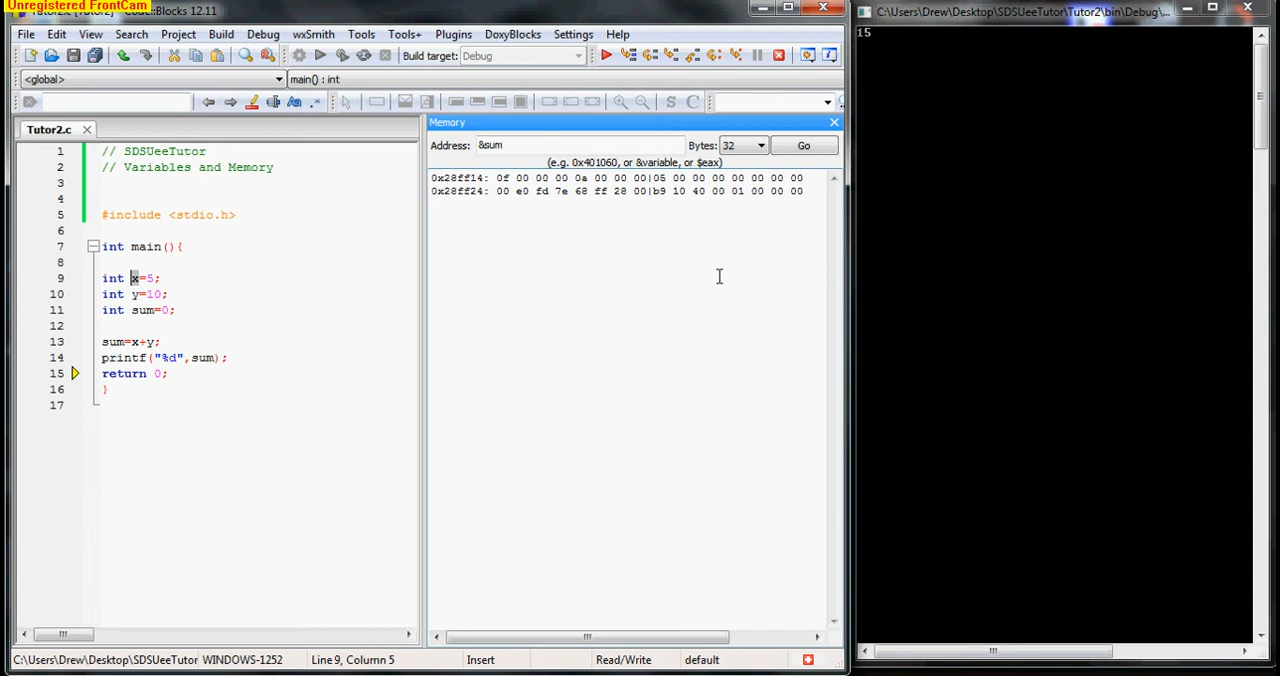 Unregistered FrontCam
Tutor2.c [Tutor2] - Code::Blocks 12.11
File Edit View Search Project Build Debug wxSmith Tools Tools+ Plugins DoxyBlocks Settings Help
Build target: Debug
<global> main() : int
Tutor2.c
1 // SDSUeeTutor
2 // Variables and Memory
3
4
5 #include <stdio.h>
6
7 int main(){
8
9 int x=5;
10 int y=10;
11 int sum=0;
12
13 sum=x+y;
14 printf("%d",sum);
15 return 0;
16 }
17
Memory
Address: &sum Bytes: 32 Go
(e.g. 0x401060, or &variable, or $eax)
0x28ff14: 0f 00 00 00 0a 00 00 00|05 00 00 00 00 00 00 00
0x28ff24: 00 e0 fd 7e 68 ff 28 00|b9 10 40 00 01 00 00 00
C:\Users\Drew\Desktop\SDSUeeTutor WINDOWS-1252 Line 9, Column 5 Insert Read/Write default
C:\Users\Drew\Desktop\SDSUeeTutor\Tutor2\bin\Debug\...
15